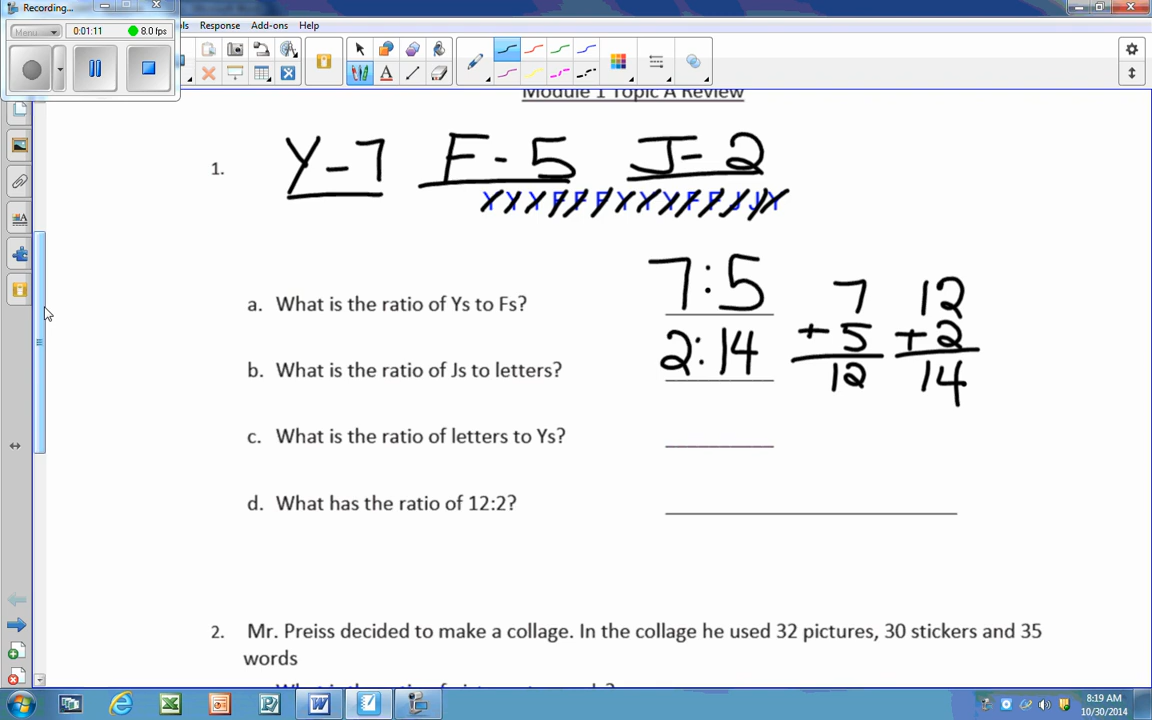 Recording...
Menu 0:01:11 8.0 fps
ols Response Add-ons Help
Module 1 Topic A Review
Y-7 F-5 J-2
1.
Y Y Y F F F Y Y Y F F J J Y
7:5
a. What is the ratio of Ys to Fs?
7 12
+5 +2
12 14
2:14
b. What is the ratio of Js to letters?
c. What is the ratio of letters to Ys?
d. What has the ratio of 12:2?
2. Mr. Preiss decided to make a collage. In the collage he used 32 pictures, 30 stickers and 35
words
8:19 AM
10/30/2014